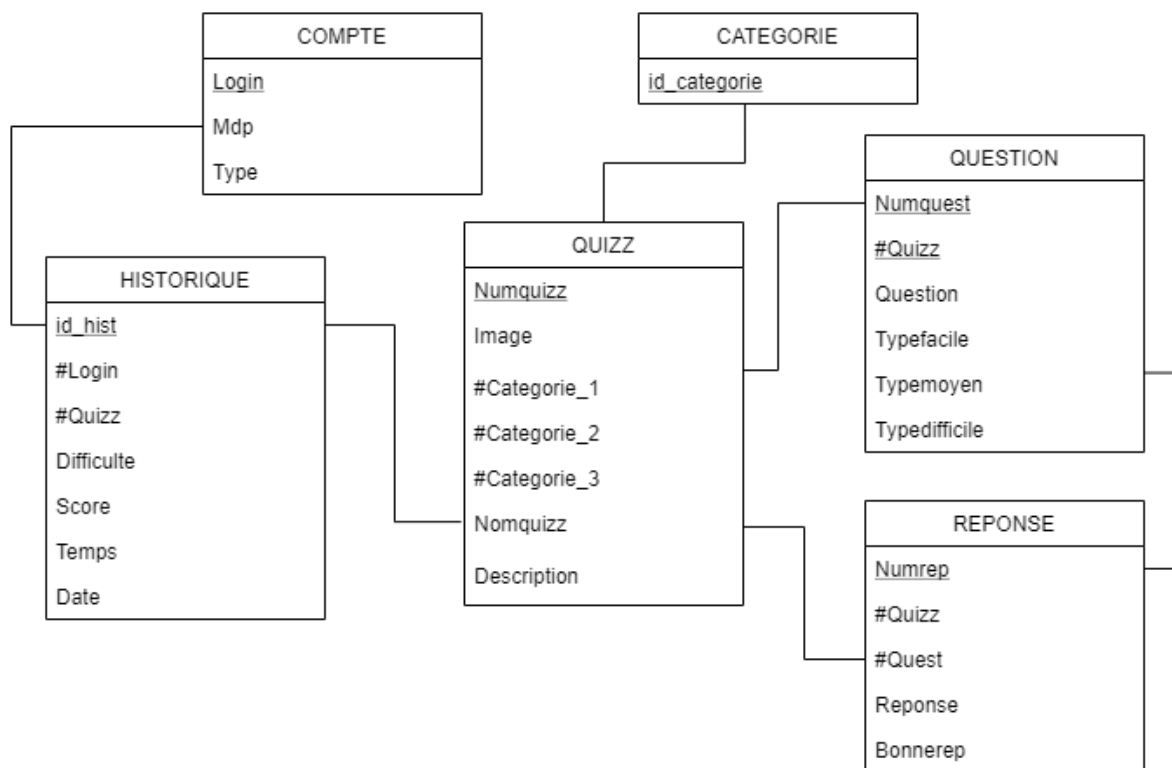 COMPTE
Login
Mdp
Type
CATEGORIE
id_categorie
QUESTION
Numquest
#Quizz
Question
Typefacile
Typemoyen
Typedifficile
HISTORIQUE
id_hist
#Login
#Quizz
Difficulte
Score
Temps
Date
QUIZZ
Numquizz
Image
#Categorie_1
#Categorie_2
#Categorie_3
Nomquizz
Description
REPONSE
Numrep
#Quizz
#Quest
Reponse
Bonnerep